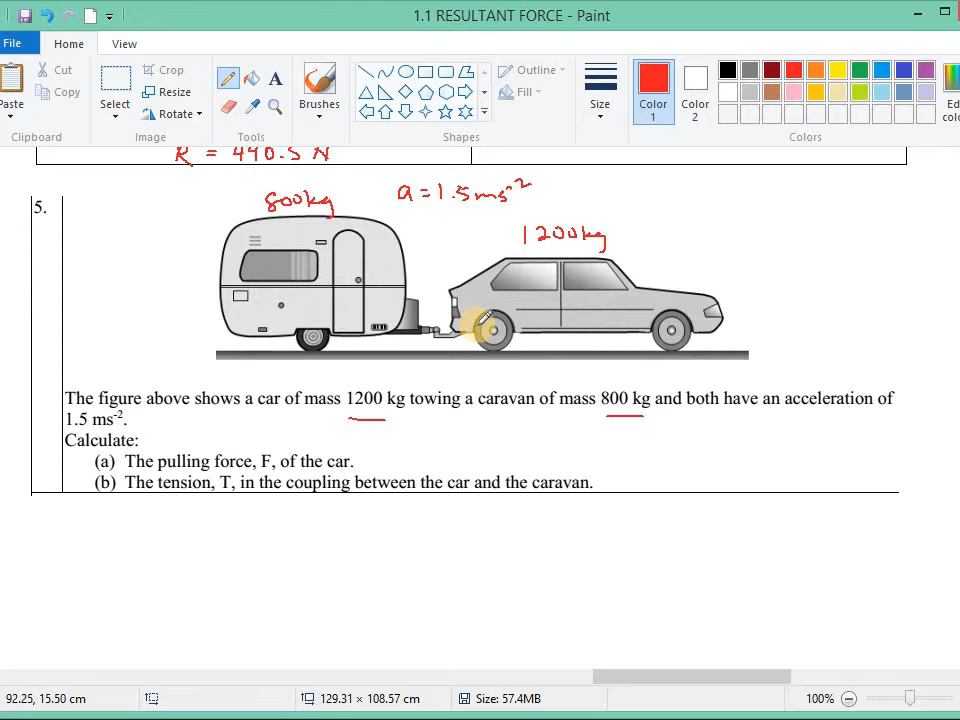 1.1 RESULTANT FORCE - Paint
File Home View
Paste
Cut
Copy
Clipboard
Select
Crop
Resize
Rotate
Image
A
Tools
Brushes
Outline
Fill
Shapes
Size
Color 1
Color 2
Colors
Ed
colo
R = 440.5 N
5.
800kg
a = 1.5ms⁻²
1200kg
The figure above shows a car of mass 1200 kg towing a caravan of mass 800 kg and both have an acceleration of
1.5 ms⁻².
Calculate:
(a) The pulling force, F, of the car.
(b) The tension, T, in the coupling between the car and the caravan.
92.25, 15.50 cm
129.31 × 108.57 cm
Size: 57.4MB
100%